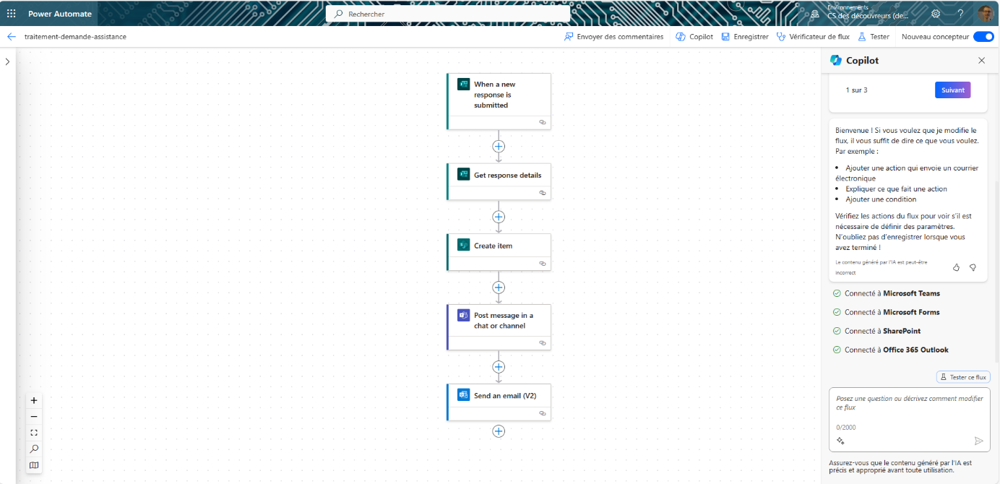 Power Automate
Rechercher
Environnements
CS des découvreurs (de...
?
traitement-demande-assistance
Envoyer des commentaires
Copilot
Enregistrer
Vérificateur de flux
Tester
Nouveau concepteur
When a new
response is
submitted
Get response details
Create item
Post message in a
chat or channel
Send an email (V2)
Copilot
1 sur 3
Suivant
Bienvenue ! Si vous voulez que je modifie le
flux, il vous suffit de dire ce que vous voulez.
Par exemple :
• Ajouter une action qui envoie un courrier
électronique
• Expliquer ce que fait une action
• Ajouter une condition
Vérifiez les actions du flux pour voir s'il est
nécessaire de définir des paramètres.
N'oubliez pas d'enregistrer lorsque vous
avez terminé !
Le contenu généré par l'IA est peut-être
incorrect
Connecté à Microsoft Teams
Connecté à Microsoft Forms
Connecté à SharePoint
Connecté à Office 365 Outlook
Tester ce flux
Posez une question ou décrivez comment modifier
ce flux
0/2000
Assurez-vous que le contenu généré par l'IA est
précis et approprié avant toute utilisation.